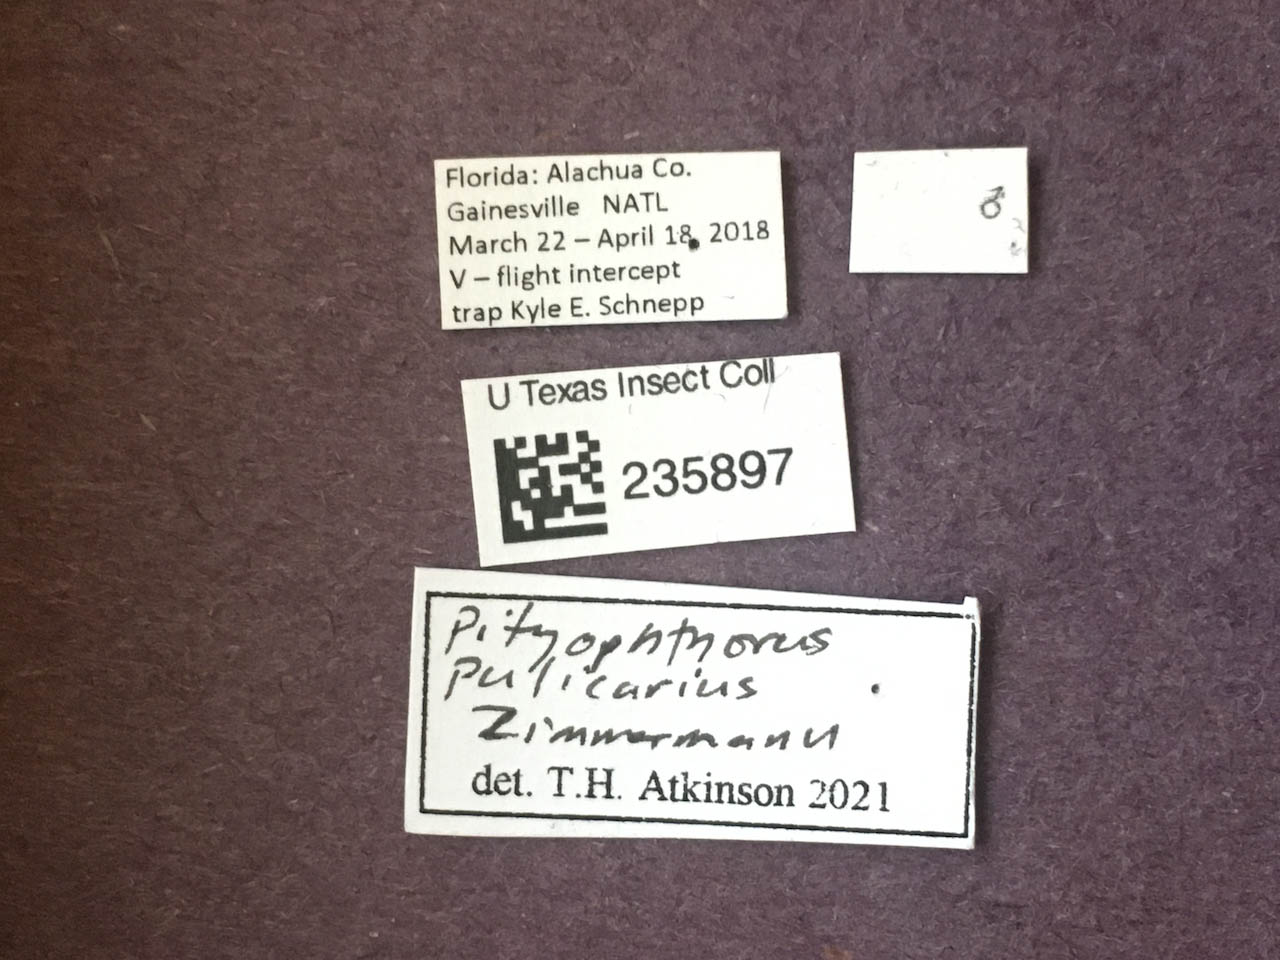 Florida: Alachua Co.
Gainesville NATL
March 22 – April 18, 2018
V – flight intercept
trap Kyle E. Schnepp
♂
U Texas Insect Coll
235897
Pityophthorus
pulicarius
Zimmermann
det. T.H. Atkinson 2021